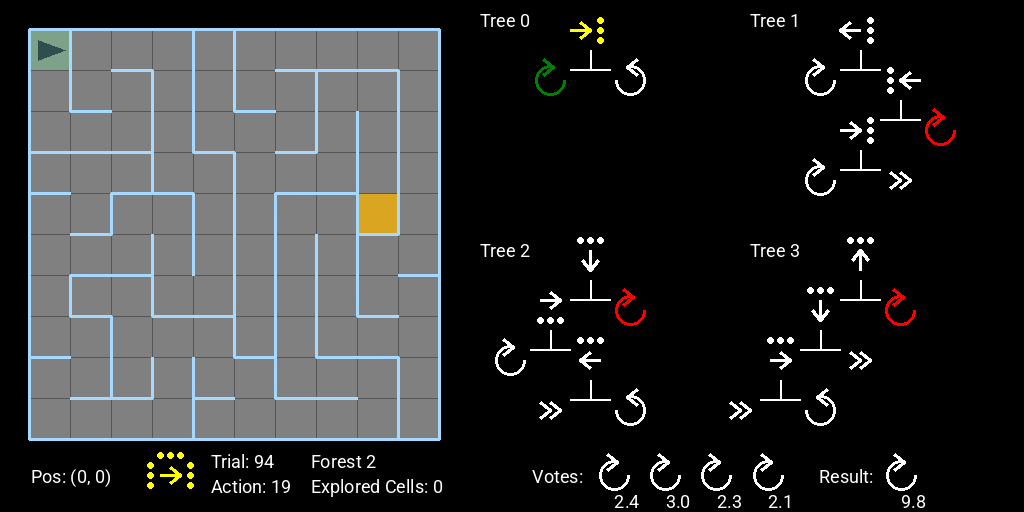 Tree 0
Tree 1
Tree 2
Tree 3
Pos: (0, 0)
Trial: 94
Forest 2
Action: 19
Explored Cells: 0
Votes:
2.4
3.0
2.3
2.1
Result:
9.8